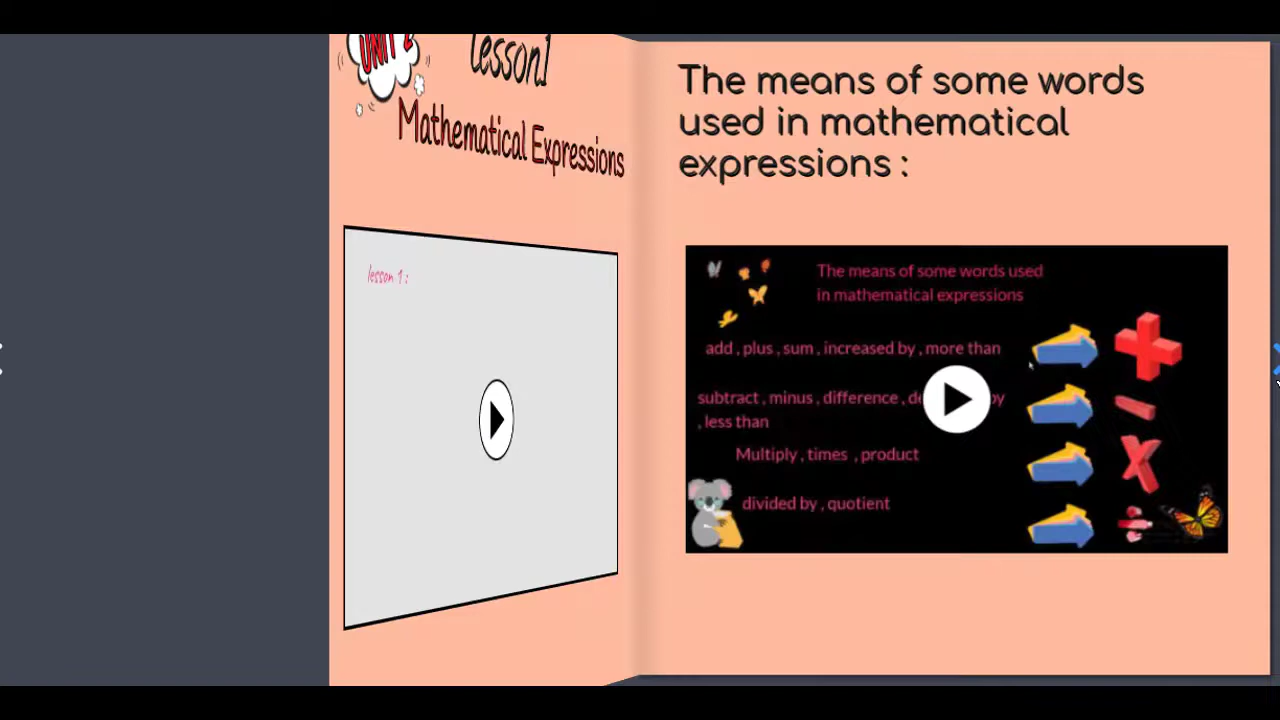 UNIT 2
lesson1
Mathematical Expressions
lesson 1 :
The means of some words
used in mathematical
expressions :
The means of some words used
in mathematical expressions
add , plus , sum , increased by , more than
subtract , minus , difference , by
, less than
Multiply , times , product
divided by , quotient